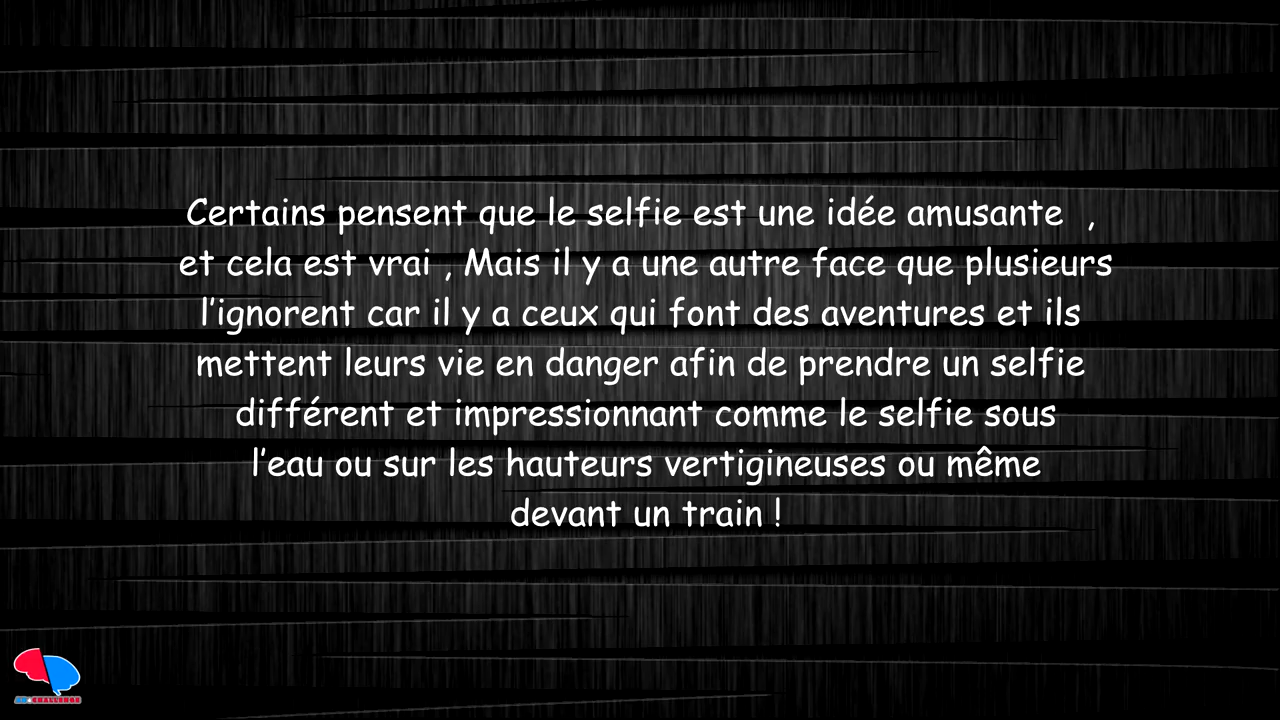 Certains pensent que le selfie est une idée amusante ,
et cela est vrai , Mais il y a une autre face que plusieurs
l'ignorent car il y a ceux qui font des aventures et ils
mettent leurs vie en danger afin de prendre un selfie
différent et impressionnant comme le selfie sous
l'eau ou sur les hauteurs vertigineuses ou même
devant un train !